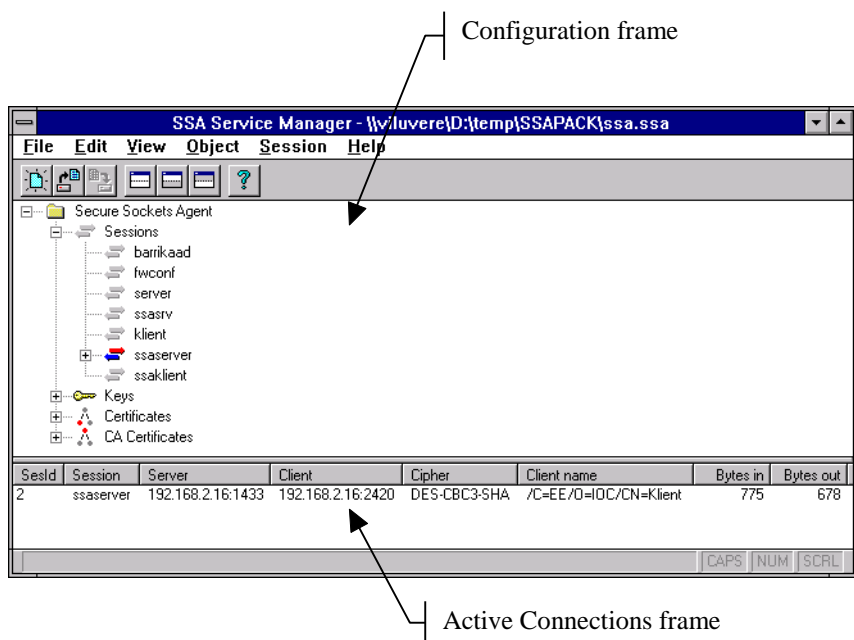 Configuration frame
SSA Service Manager - \\viluvere\D:\temp\SSAPACK\ssa.ssa
File Edit View Object Session Help
?
Secure Sockets Agent
Sessions
barrikaad
fwconf
server
ssasrv
klient
ssaserver
ssaklient
Keys
Certificates
CA Certificates
SesId Session Server Client Cipher Client name Bytes in Bytes out
2 ssaserver 192.168.2.16:1433 192.168.2.16:2420 DES-CBC3-SHA /C=EE/O=IOC/CN=Klient 775 678
CAPS NUM SCRL
Active Connections frame